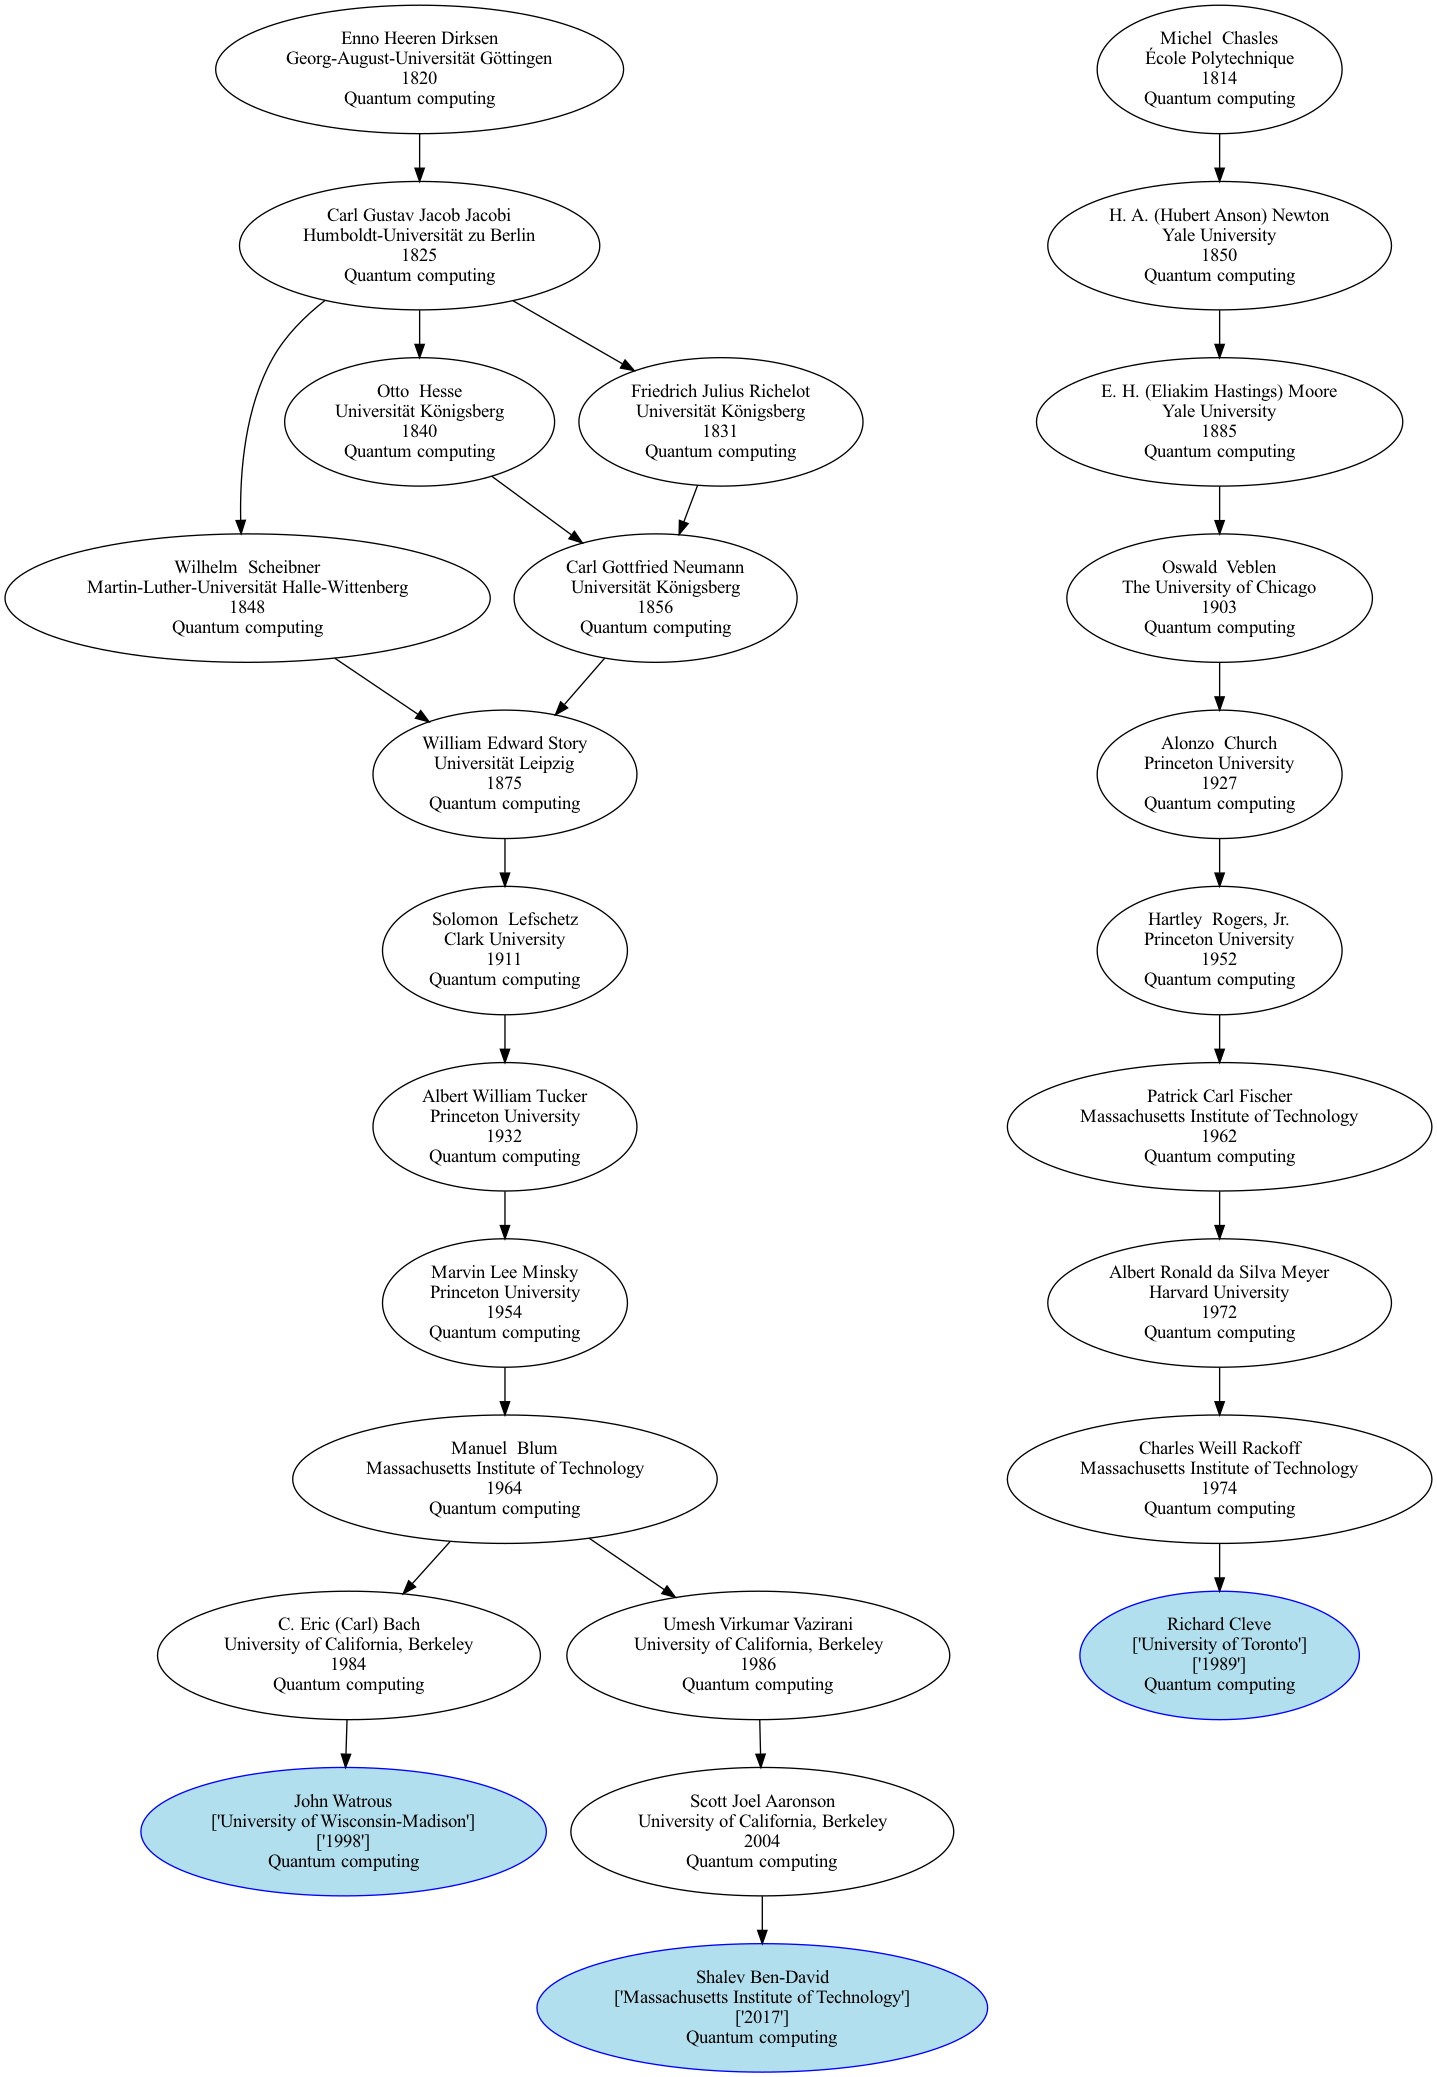 Enno Heeren Dirksen
Georg-August-Universität Göttingen
1820
Quantum computing
Michel  Chasles
École Polytechnique
1814
Quantum computing
Carl Gustav Jacob Jacobi
Humboldt-Universität zu Berlin
1825
Quantum computing
H. A. (Hubert Anson) Newton
Yale University
1850
Quantum computing
Otto  Hesse
Universität Königsberg
1840
Quantum computing
Friedrich Julius Richelot
Universität Königsberg
1831
Quantum computing
E. H. (Eliakim Hastings) Moore
Yale University
1885
Quantum computing
Wilhelm  Scheibner
Martin-Luther-Universität Halle-Wittenberg
1848
Quantum computing
Carl Gottfried Neumann
Universität Königsberg
1856
Quantum computing
Oswald  Veblen
The University of Chicago
1903
Quantum computing
William Edward Story
Universität Leipzig
1875
Quantum computing
Alonzo  Church
Princeton University
1927
Quantum computing
Solomon  Lefschetz
Clark University
1911
Quantum computing
Hartley  Rogers, Jr.
Princeton University
1952
Quantum computing
Albert William Tucker
Princeton University
1932
Quantum computing
Patrick Carl Fischer
Massachusetts Institute of Technology
1962
Quantum computing
Marvin Lee Minsky
Princeton University
1954
Quantum computing
Albert Ronald da Silva Meyer
Harvard University
1972
Quantum computing
Manuel  Blum
Massachusetts Institute of Technology
1964
Quantum computing
Charles Weill Rackoff
Massachusetts Institute of Technology
1974
Quantum computing
C. Eric (Carl) Bach
University of California, Berkeley
1984
Quantum computing
Umesh Virkumar Vazirani
University of California, Berkeley
1986
Quantum computing
Richard Cleve
['University of Toronto']
['1989']
Quantum computing
John Watrous
['University of Wisconsin-Madison']
['1998']
Quantum computing
Scott Joel Aaronson
University of California, Berkeley
2004
Quantum computing
Shalev Ben-David
['Massachusetts Institute of Technology']
['2017']
Quantum computing